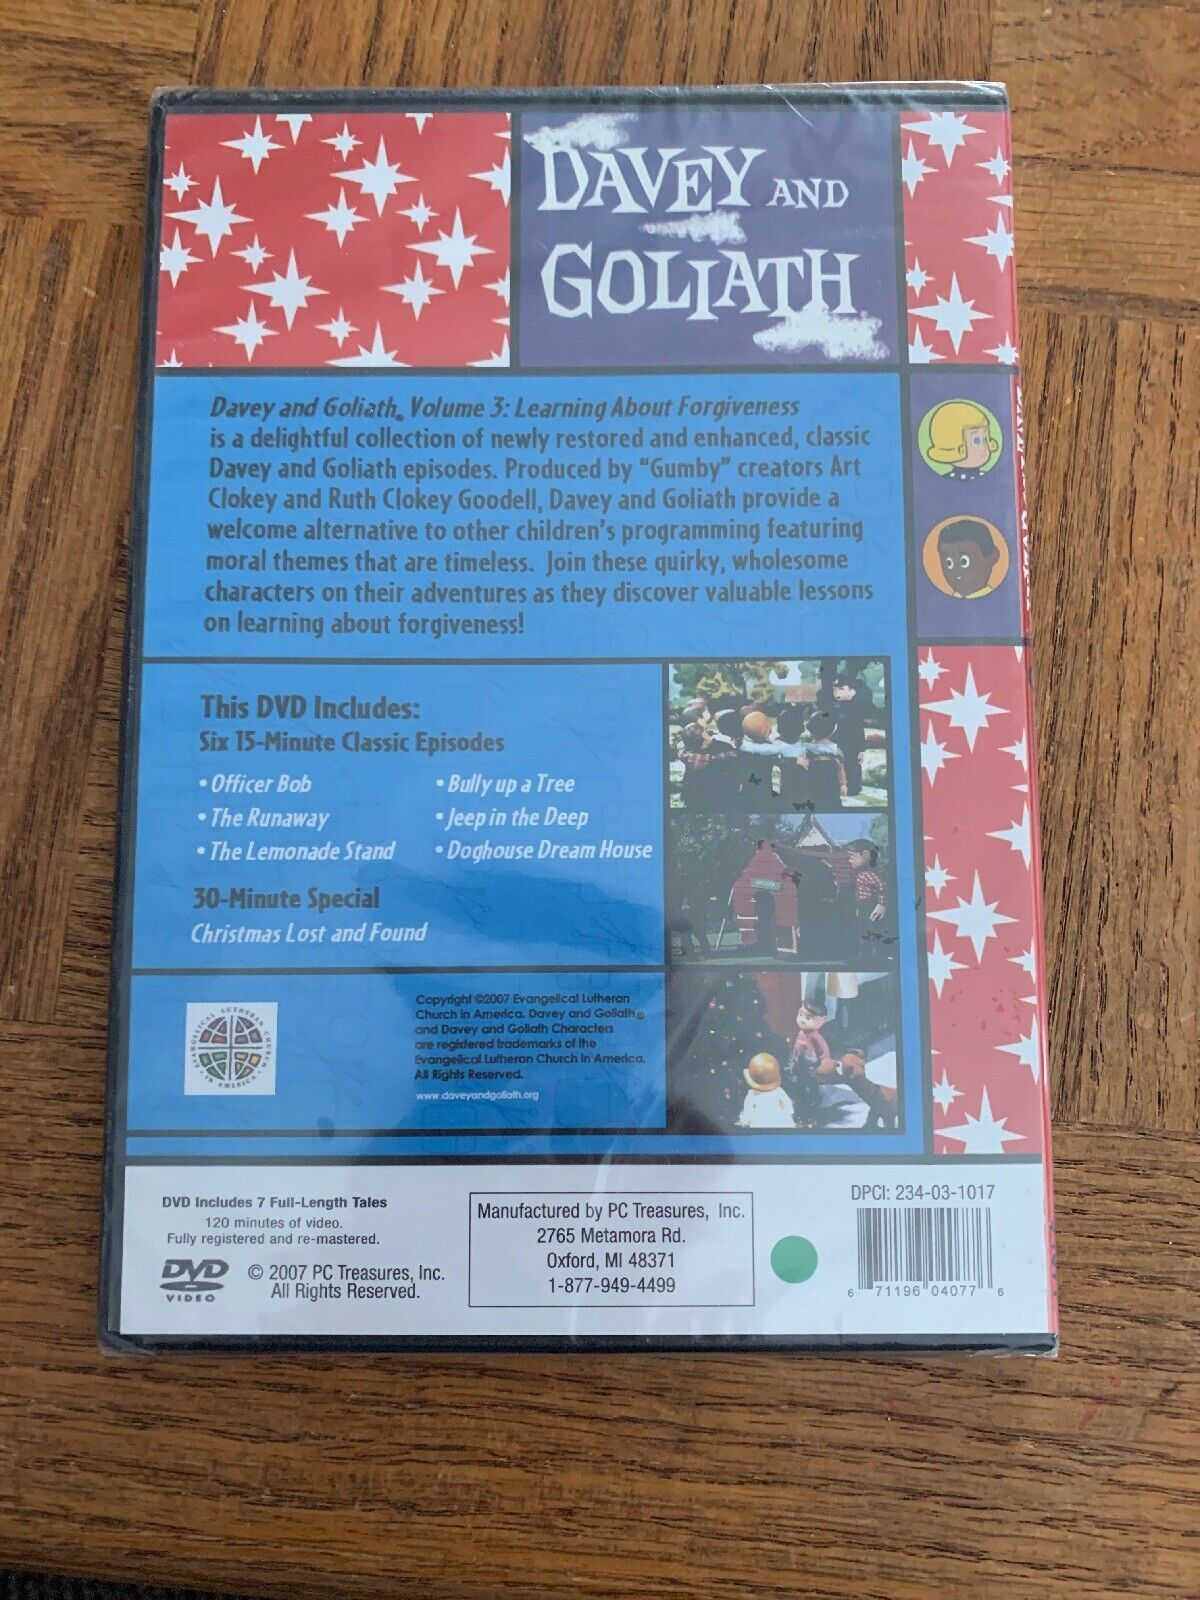 DAVEY AND
GOLIATH
Davey and Goliath® Volume 3: Learning About Forgiveness
is a delightful collection of newly restored and enhanced, classic
Davey and Goliath episodes. Produced by “Gumby” creators Art
Clokey and Ruth Clokey Goodell, Davey and Goliath provide a
welcome alternative to other children’s programming featuring
moral themes that are timeless. Join these quirky, wholesome
characters on their adventures as they discover valuable lessons
on learning about forgiveness!
This DVD Includes:
Six 15-Minute Classic Episodes
• Officer Bob
• The Runaway
• The Lemonade Stand
• Bully up a Tree
• Jeep in the Deep
• Doghouse Dream House
30-Minute Special
Christmas Lost and Found
EVANGELICAL LUTHERAN CHURCH
IN AMERICA
Copyright ©2007 Evangelical Lutheran
Church in America. Davey and Goliath®
and Davey and Goliath Characters
are registered trademarks of the
Evangelical Lutheran Church in America.
All Rights Reserved.
www.daveyandgoliath.org
DVD Includes 7 Full-Length Tales
120 minutes of video.
Fully registered and re-mastered.
DVD
VIDEO
© 2007 PC Treasures, Inc.
All Rights Reserved.
Manufactured by PC Treasures, Inc.
2765 Metamora Rd.
Oxford, MI 48371
1-877-949-4499
DPCI: 234-03-1017
6 71196 04077 6